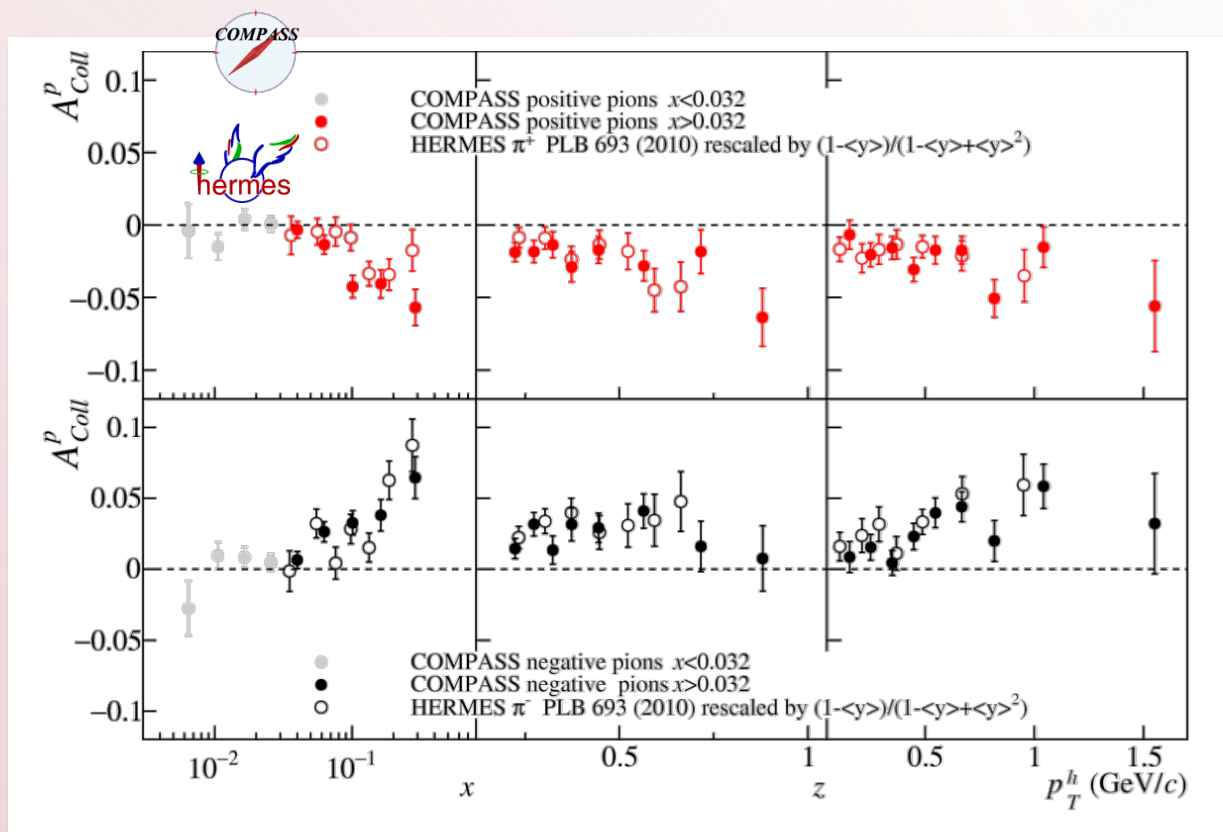 COMPASS
hermes
A^p_Coll
0.1
0.05
0
−0.05
−0.1
COMPASS positive pions x<0.032
COMPASS positive pions x>0.032
HERMES π⁺ PLB 693 (2010) rescaled by (1-<y>)/(1-<y>+<y>²)
A^p_Coll
0.1
0.05
0
−0.05
−0.1
COMPASS negative pions x<0.032
COMPASS negative pions x>0.032
HERMES π⁻ PLB 693 (2010) rescaled by (1-<y>)/(1-<y>+<y>²)
10⁻² 10⁻¹ 0.5 1 0.5 1 1.5
x z p_T^h (GeV/c)